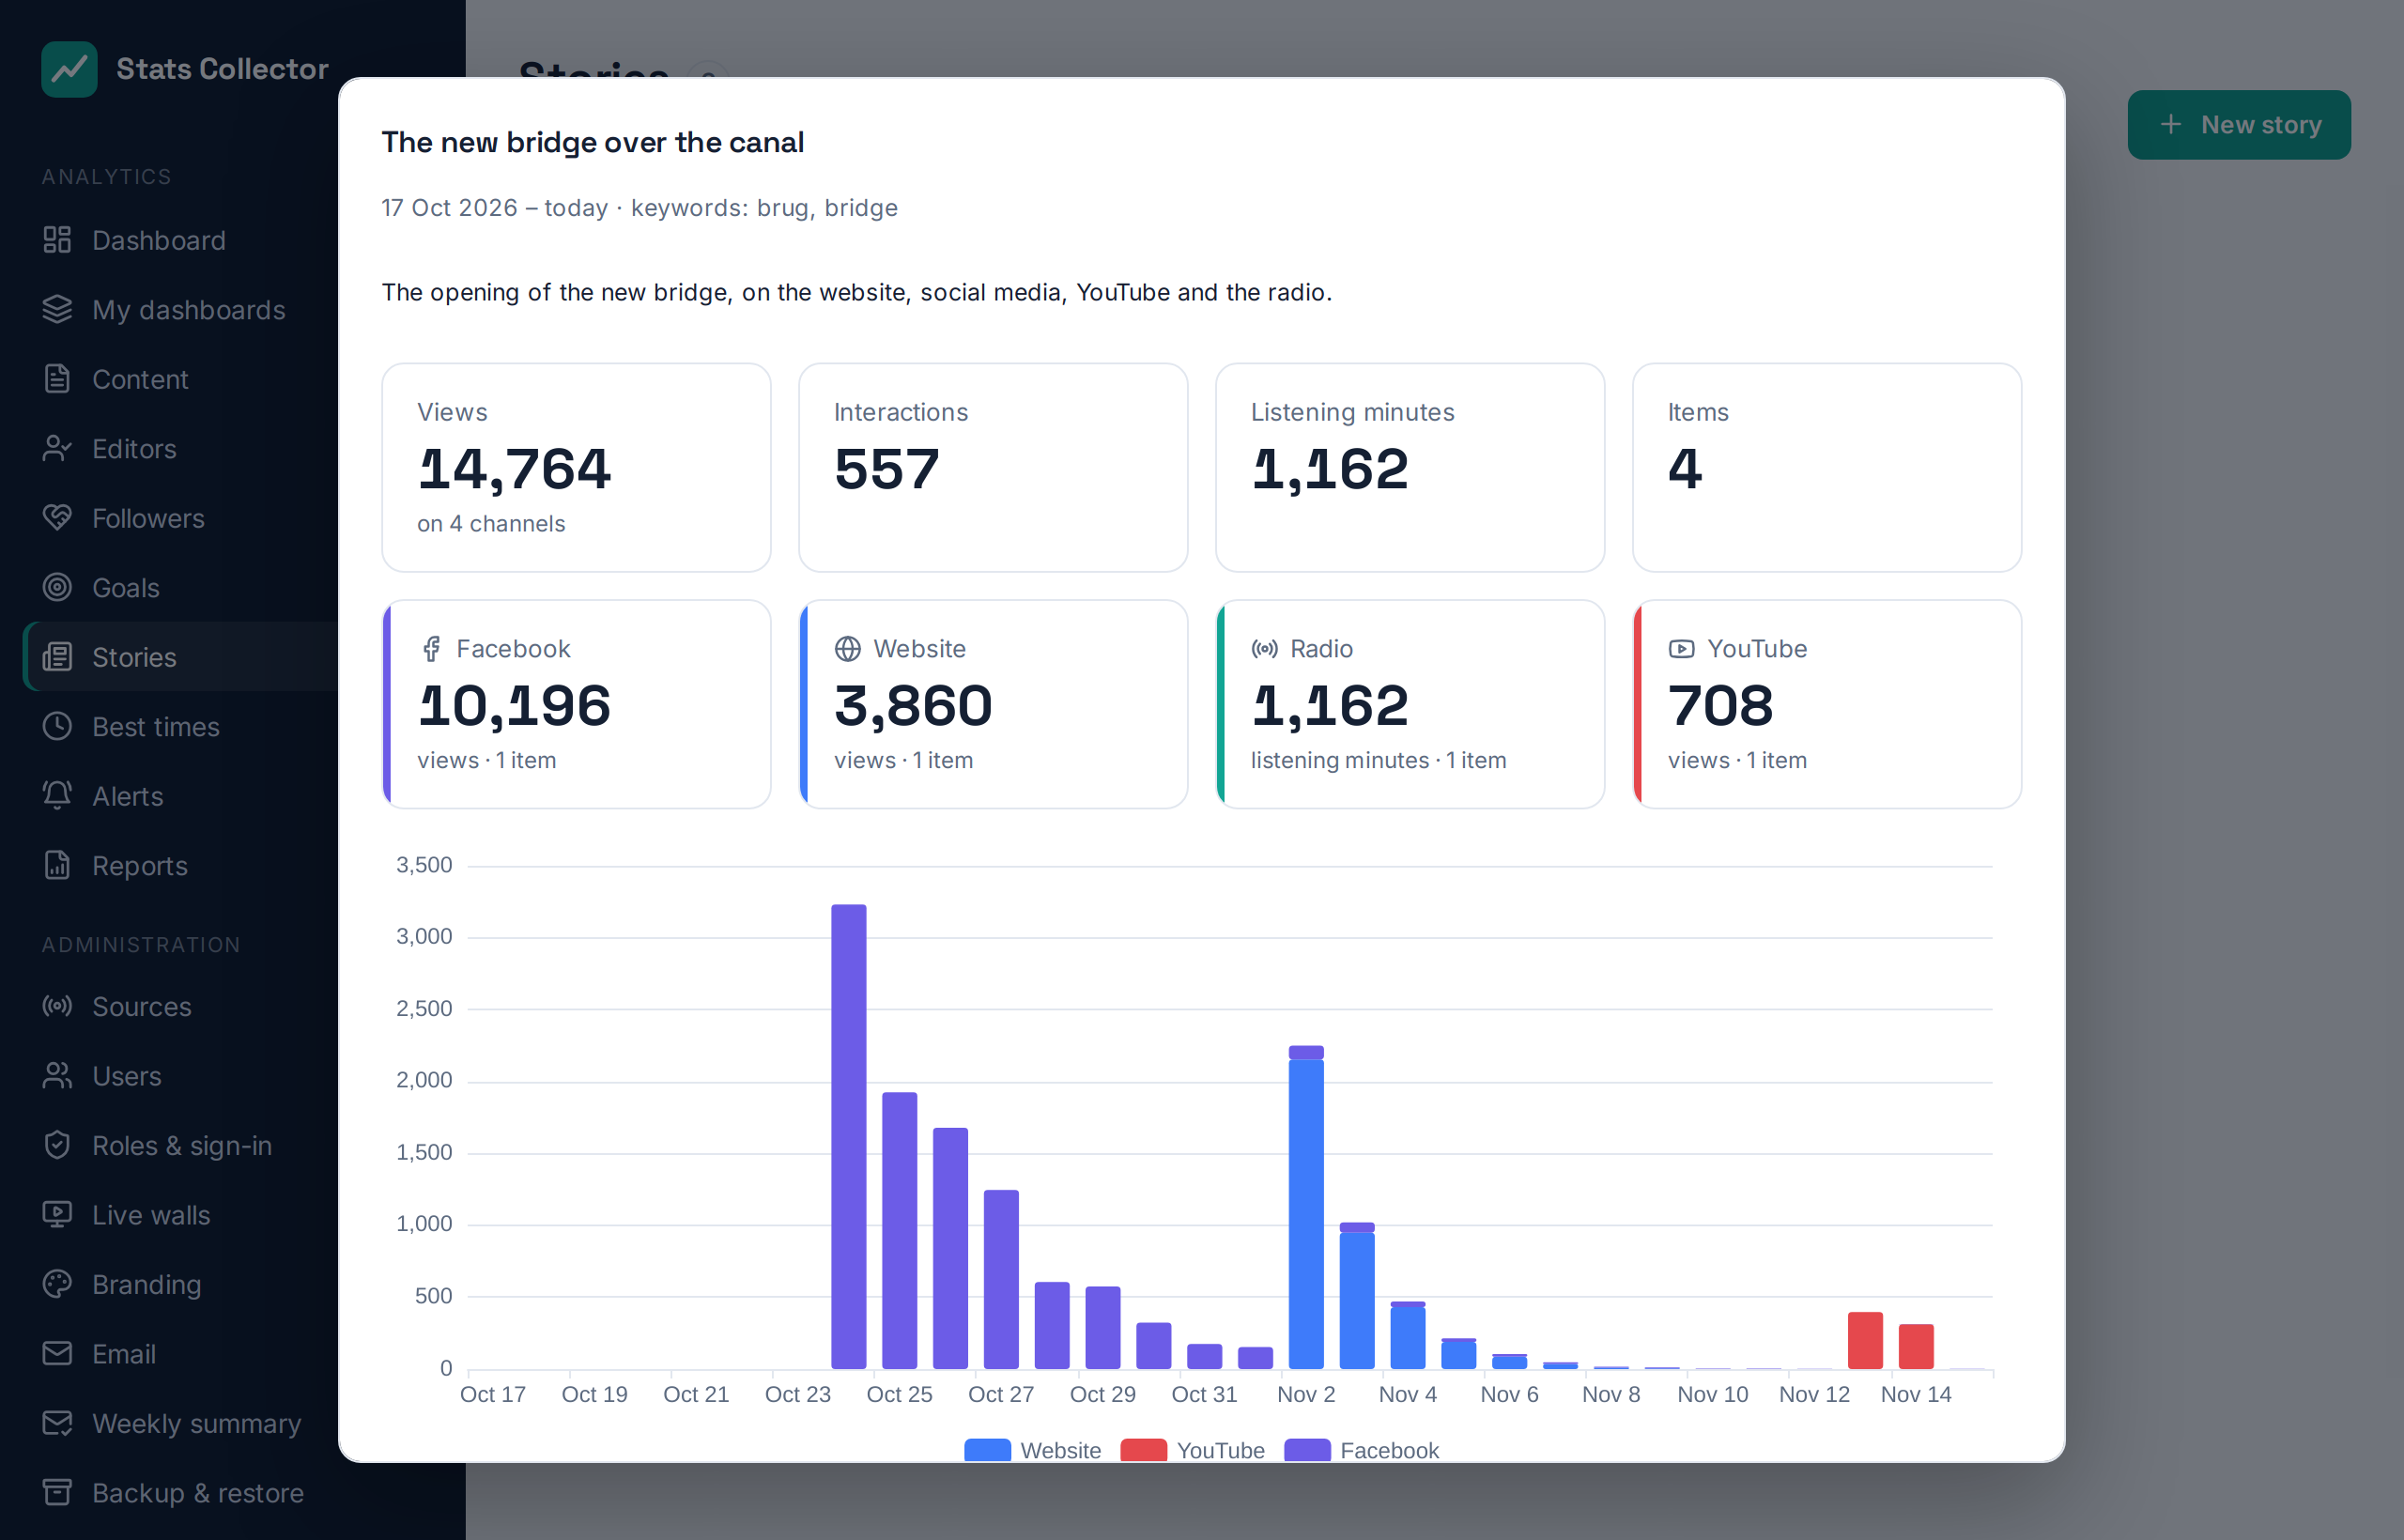 Stats Collector
ANALYTICS
Dashboard
My dashboards
Content
Editors
Followers
Goals
Stories
Best times
Alerts
Reports
ADMINISTRATION
Sources
Users
Roles & sign-in
Live walls
Branding
Email
Weekly summary
Backup & restore
Stories
New story
The new bridge over the canal
17 Oct 2026 – today · keywords: brug, bridge
The opening of the new bridge, on the website, social media, YouTube and the radio.
Views
14,764
on 4 channels
Interactions
557
Listening minutes
1,162
Items
4
Facebook
10,196
views · 1 item
Website
3,860
views · 1 item
Radio
1,162
listening minutes · 1 item
YouTube
708
views · 1 item
3,500
3,000
2,500
2,000
1,500
1,000
500
0
Oct 17 Oct 19 Oct 21 Oct 23 Oct 25 Oct 27 Oct 29 Oct 31 Nov 2 Nov 4 Nov 6 Nov 8 Nov 10 Nov 12 Nov 14
Website YouTube Facebook